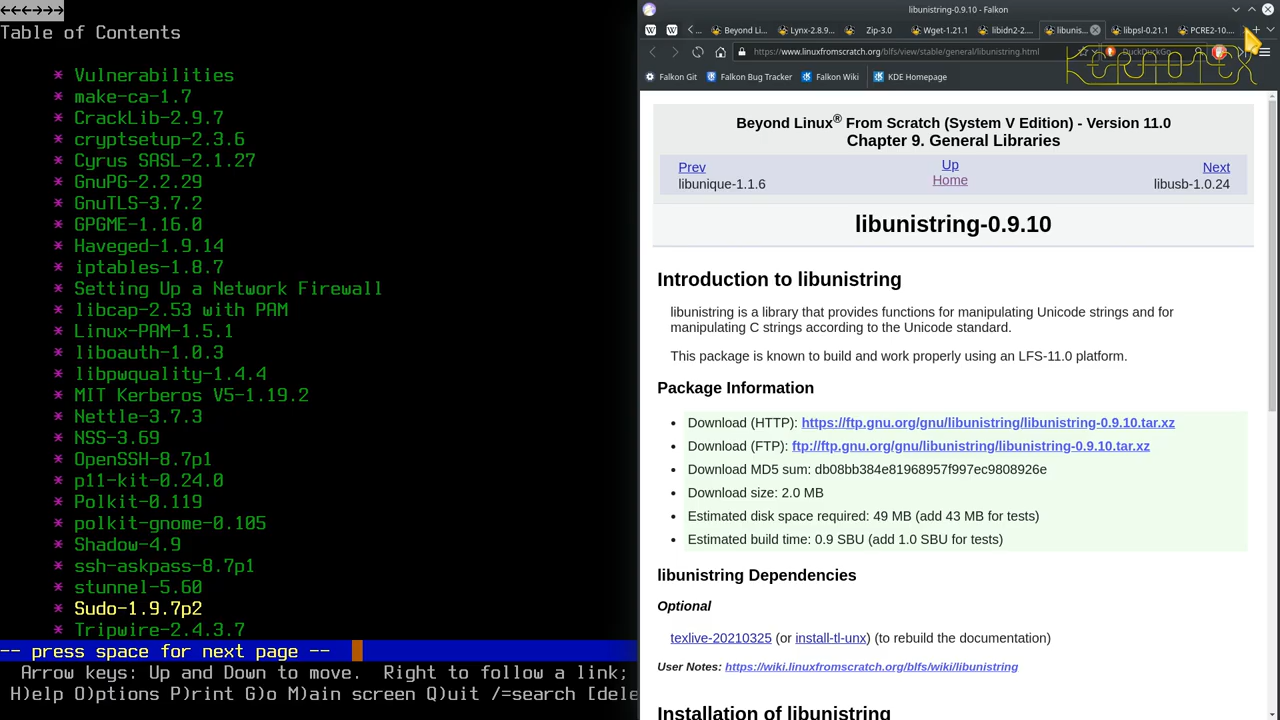 ←←←→→→
Table of Contents
* Vulnerabilities
* make-ca-1.7
* CrackLib-2.9.7
* cryptsetup-2.3.6
* Cyrus SASL-2.1.27
* GnuPG-2.2.29
* GnuTLS-3.7.2
* GPGME-1.16.0
* Haveged-1.9.14
* iptables-1.8.7
* Setting Up a Network Firewall
* libcap-2.53 with PAM
* Linux-PAM-1.5.1
* liboauth-1.0.3
* libpwquality-1.4.4
* MIT Kerberos V5-1.19.2
* Nettle-3.7.3
* NSS-3.69
* OpenSSH-8.7p1
* p11-kit-0.24.0
* Polkit-0.119
* polkit-gnome-0.105
* Shadow-4.9
* ssh-askpass-8.7p1
* stunnel-5.60
* Sudo-1.9.7p2
* Tripwire-2.4.3.7
-- press space for next page --
Arrow keys: Up and Down to move.  Right to follow a link;
H)elp O)ptions P)rint G)o M)ain screen Q)uit /=search [dele
libunistring-0.9.10 - Falkon
Beyond Li... Lynx-2.8.9... Zip-3.0 Wget-1.21.1 libidn2-2.... libunis... libpsl-0.21.1 PCRE2-10....
https://www.linuxfromscratch.org/blfs/view/stable/general/libunistring.html DuckDuckGo
Kernotex
Falkon Git Falkon Bug Tracker Falkon Wiki KDE Homepage
Beyond Linux® From Scratch (System V Edition) - Version 11.0
Chapter 9. General Libraries
Prev Up Next
libunique-1.1.6 Home libusb-1.0.24
libunistring-0.9.10
Introduction to libunistring
libunistring is a library that provides functions for manipulating Unicode strings and for
manipulating C strings according to the Unicode standard.
This package is known to build and work properly using an LFS-11.0 platform.
Package Information
• Download (HTTP): https://ftp.gnu.org/gnu/libunistring/libunistring-0.9.10.tar.xz
• Download (FTP): ftp://ftp.gnu.org/gnu/libunistring/libunistring-0.9.10.tar.xz
• Download MD5 sum: db08bb384e81968957f997ec9808926e
• Download size: 2.0 MB
• Estimated disk space required: 49 MB (add 43 MB for tests)
• Estimated build time: 0.9 SBU (add 1.0 SBU for tests)
libunistring Dependencies
Optional
texlive-20210325 (or install-tl-unx) (to rebuild the documentation)
User Notes: https://wiki.linuxfromscratch.org/blfs/wiki/libunistring
Installation of libunistring